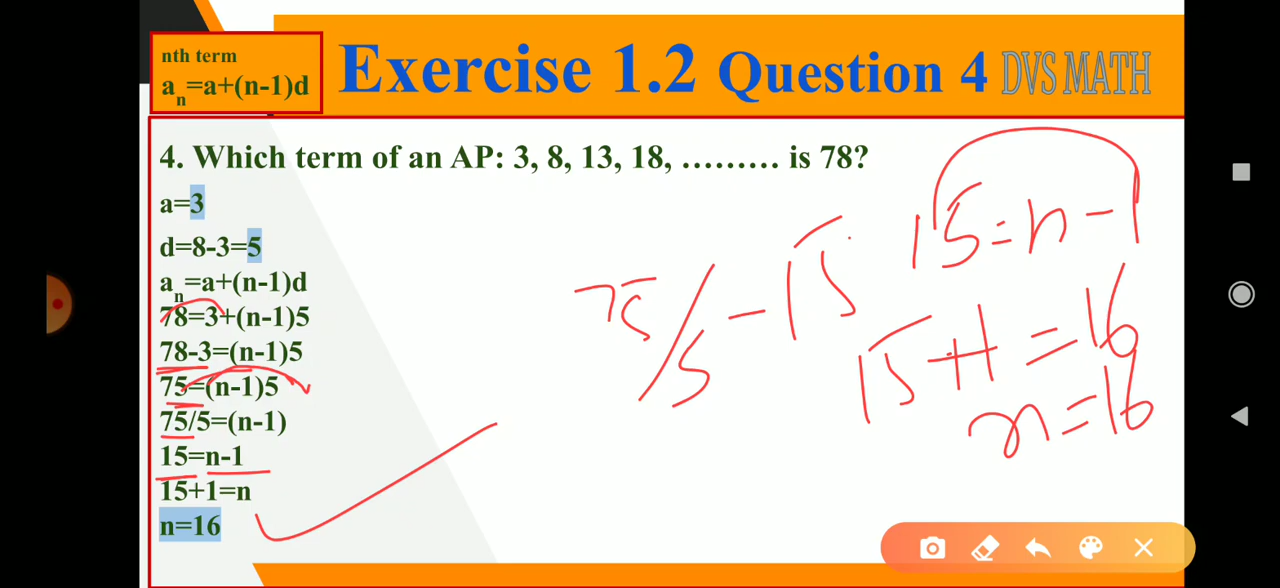 nth term
an=a+(n-1)d
Exercise 1.2 Question 4 DVS MATH
4. Which term of an AP: 3, 8, 13, 18, ......... is 78?
a=3
d=8-3=5
an=a+(n-1)d
78=3+(n-1)5
78-3=(n-1)5
75=(n-1)5
75/5=(n-1)
15=n-1
15+1=n
n=16
75/5 - 15
15=n-1
15+1=16
n=16